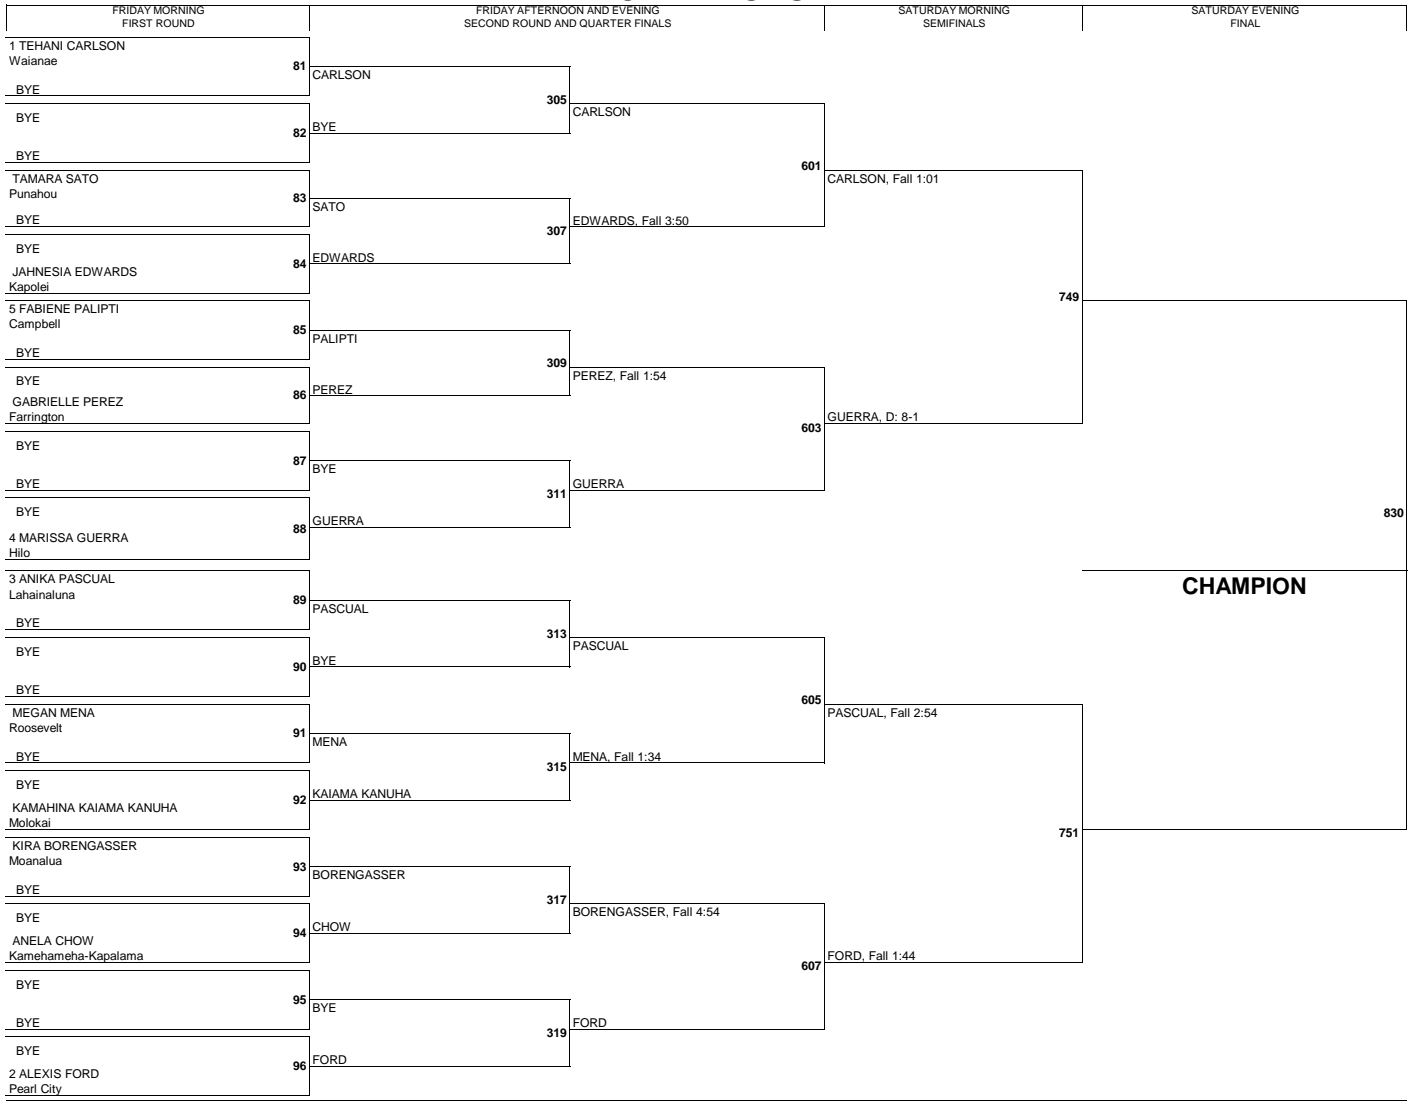 FRIDAY MORNING
FIRST ROUND
FRIDAY AFTERNOON AND EVENING
SECOND ROUND AND QUARTER FINALS
SATURDAY MORNING
SEMIFINALS
SATURDAY EVENING
FINAL
1 TEHANI CARLSON
Waianae
81
BYE
BYE
82
BYE
TAMARA SATO
Punahou
83
BYE
BYE
84
JAHNESIA EDWARDS
Kapolei
5 FABIENE PALIPTI
Campbell
85
BYE
BYE
86
GABRIELLE PEREZ
Farrington
BYE
87
BYE
BYE
88
4 MARISSA GUERRA
Hilo
3 ANIKA PASCUAL
Lahainaluna
89
BYE
BYE
90
BYE
MEGAN MENA
Roosevelt
91
BYE
BYE
92
KAMAHINA KAIAMA KANUHA
Molokai
KIRA BORENGASSER
Moanalua
93
BYE
BYE
94
ANELA CHOW
Kamehameha-Kapalama
BYE
95
BYE
BYE
96
2 ALEXIS FORD
Pearl City
CARLSON
305
BYE
SATO
307
EDWARDS
PALIPTI
309
PEREZ
BYE
311
GUERRA
PASCUAL
313
BYE
MENA
315
KAIAMA KANUHA
BORENGASSER
317
CHOW
BYE
319
FORD
CARLSON
601
EDWARDS, Fall 3:50
PEREZ, Fall 1:54
603
GUERRA
PASCUAL
605
MENA, Fall 1:34
BORENGASSER, Fall 4:54
607
FORD
CARLSON, Fall 1:01
749
GUERRA, D: 8-1
PASCUAL, Fall 2:54
751
FORD, Fall 1:44
830
CHAMPION